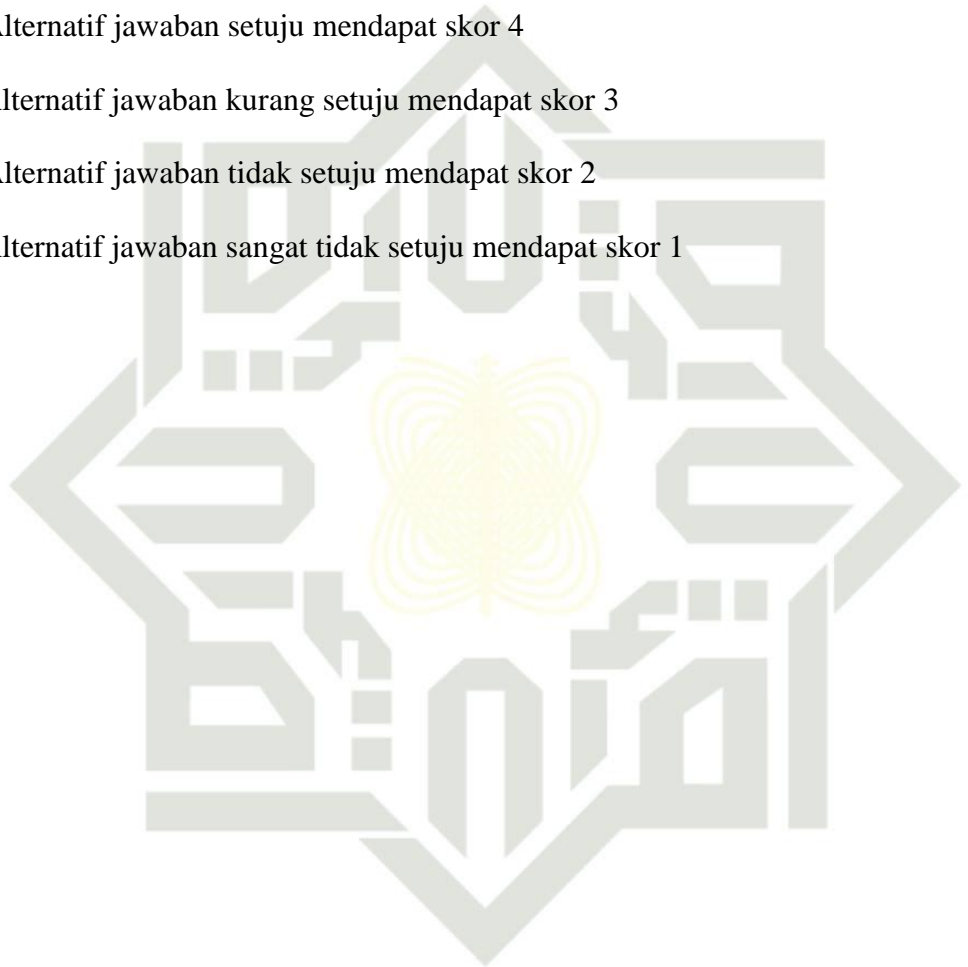 lternatif jawaban setuju mendapat skor 4
lternatif jawaban kurang setuju mendapat skor 3
lternatif jawaban tidak setuju mendapat skor 2
lternatif jawaban sangat tidak setuju mendapat skor 1